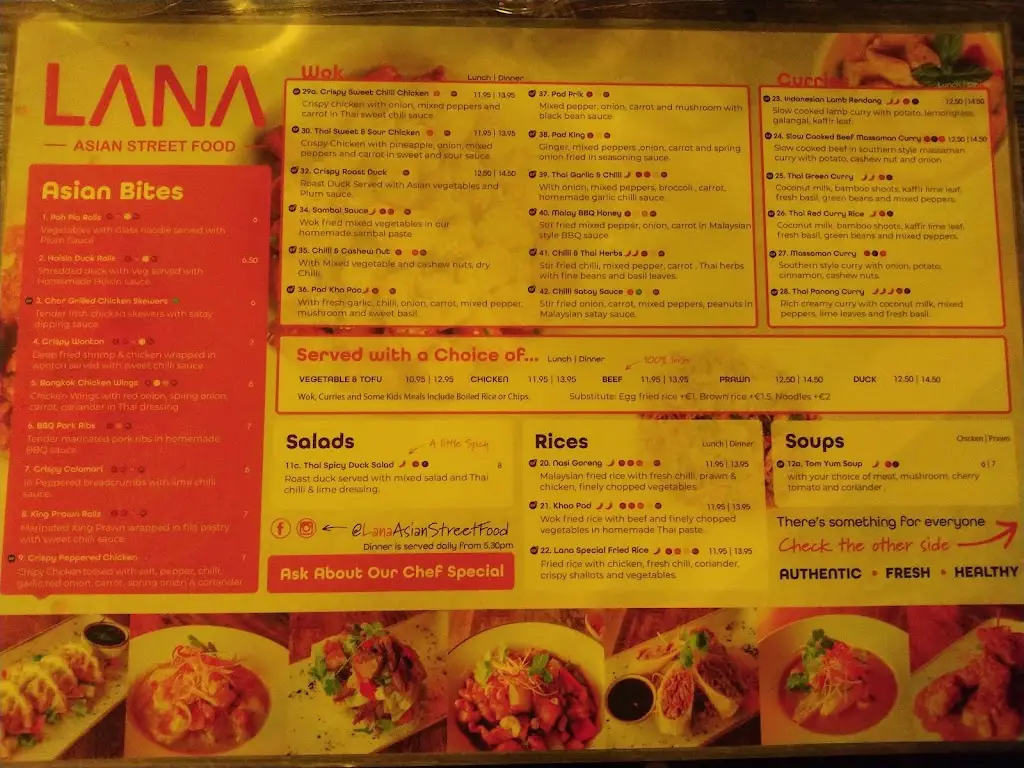 LANA
ASIAN STREET FOOD
Asian Bites
1. Poh Pia Rolls 6
Vegetables with Glass noodle served with
Plum Sauce
2. Hoisin Duck Rolls 6.50
Shredded duck with veg served with
Homemade Hoisin sauce
3. Char Grilled Chicken Skewers 6
Tender Irish chicken skewers with satay
dipping sauce
4. Crispy Wonton 7
Deep fried shrimp & chicken wrapped in
wonton served with sweet chilli sauce
5. Bangkok Chicken Wings 6
Chicken Wings with red onion, spring onion,
carrot, coriander in Thai dressing
6. BBQ Pork Ribs 7
Tender marinated pork ribs in homemade
BBQ sauce
7. Crispy Calamari 6
In Peppered breadcrumbs with lime chilli
sauce.
8. King Prawn Rolls 7
Marinated King Prawn wrapped in filo pastry
with sweet chilli sauce
9. Crispy Peppered Chicken 7
Crispy Chicken tossed with salt, pepper, chilli,
garlic, red onion, carrot, spring onion & coriander
Wok
Lunch | Dinner
29a. Crispy Sweet Chilli Chicken 11.95 | 13.95
Crispy chicken with onion, mixed peppers and
carrot in Thai sweet chilli sauce.
30. Thai Sweet & Sour Chicken 11.95 | 13.95
Crispy Chicken with pineapple, onion, mixed
peppers and carrot in sweet and sour sauce.
32. Crispy Roast Duck 12.50 | 14.50
Roast Duck Served with Asian vegetables and
Plum sauce.
34. Sambal Sauce
Wok fried mixed vegetables in our
homemade sambal paste
35. Chilli & Cashew Nut
With Mixed vegetable and cashew nuts, dry
Chilli.
36. Pad Kha Pao
With fresh garlic, chilli, onion, carrot, mixed pepper,
mushroom and sweet basil.
37. Pad Prik
Mixed pepper, onion, carrot and mushroom with
black bean sauce
38. Pad King
Ginger, mixed peppers ,onion, carrot and spring
onion fried in seasoning sauce.
39. Thai Garlic & Chilli
With onion, mixed peppers, broccoli , carrot,
homemade garlic chilli sauce.
40. Malay BBQ Honey
Stir fried mixed pepper, onion, carrot in Malaysian
style BBQ sauce
41. Chilli & Thai Herbs
Stir fried chilli, mixed pepper, carrot , Thai herbs
with fine beans and basil leaves.
42. Chilli Satay Sauce
Stir fried onion, carrot, mixed peppers, peanuts in
Malaysian satay sauce.
Curries
Lunch | Dinner
23. Indonesian Lamb Rendang 12.50 | 14.50
Slow cooked lamb curry with potato, lemongrass,
galangal, kaffir leaf.
24. Slow Cooked Beef Massaman Curry 12.50 | 14.50
Slow cooked beef in southern style massaman
curry with potato, cashew nut and onion
25. Thai Green Curry
Coconut milk, bamboo shoots, kaffir lime leaf,
fresh basil, green beans and mixed peppers.
26. Thai Red Curry Rice
Coconut milk, bamboo shoots, kaffir lime leaf,
fresh basil, green beans and mixed peppers.
27. Massaman Curry
Southern style curry with onion, potato,
cinnamon, cashew nuts.
28. Thai Panang Curry
Rich creamy curry with coconut milk, mixed
peppers, lime leaves and fresh basil.
Served with a Choice of... Lunch | Dinner
100% Irish
VEGETABLE & TOFU 10.95 | 12.95 CHICKEN 11.95 | 13.95 BEEF 11.95 | 13.95 PRAWN 12.50 | 14.50 DUCK 12.50 | 14.50
Wok, Curries and Some Kids Meals Include Boiled Rice or Chips. Substitute: Egg fried rice +€1, Brown rice +€1.5, Noodles +€2
Salads
A little Spicy
11c. Thai Spicy Duck Salad 8
Roast duck served with mixed salad and Thai
chilli & lime dressing.
@LanaAsianStreetFood
Dinner is served daily from 5.30pm
Ask About Our Chef Special
Rices
Lunch | Dinner
20. Nasi Goreng 11.95 | 13.95
Malaysian fried rice with fresh chilli, prawn &
chicken, finely chopped vegetables.
21. Khao Pad 11.95 | 13.95
Wok fried rice with beef and finely chopped
vegetables in homemade Thai paste.
22. Lana Special Fried Rice 11.95 | 13.95
Fried rice with chicken, fresh chilli, coriander,
crispy shallots and vegetables.
Soups
Chicken | Prawn
12a. Tom Yum Soup 6 | 7
with your choice of meat, mushroom, cherry
tomato and coriander .
There's something for everyone
Check the other side
AUTHENTIC • FRESH • HEALTHY